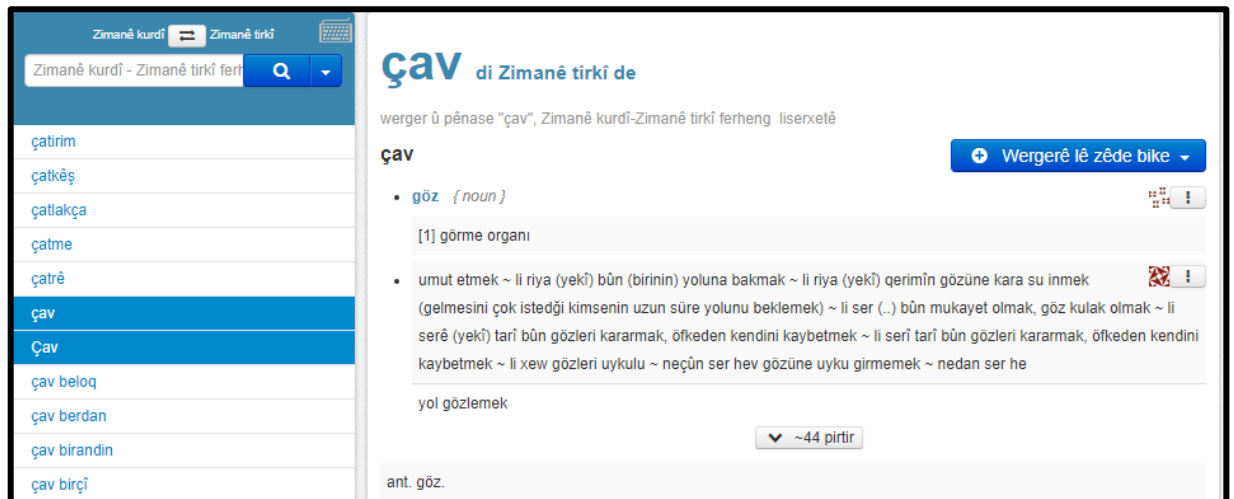 Zimanê kurdî Zimanê tirkî
Zimanê kurdî - Zimanê tirkî ferh
çatirim
çatkêş
çatlakça
çatme
çatrê
çav
Çav
çav beloq
çav berdan
çav birandin
çav birçî
çav di Zimanê tirkî de
werger û pênase "çav", Zimanê kurdî-Zimanê tirkî ferheng liserxetê
çav
Wergerê lê zêde bike
• göz { noun }
[1] görme organı
• umut etmek ~ li riya (yekî) bûn (birinin) yoluna bakmak ~ li riya (yekî) qerimîn gözüne kara su inmek
(gelmesini çok istedği kimsenin uzun süre yolunu beklemek) ~ li ser (..) bûn mukayet olmak, göz kulak olmak ~ li
serê (yekî) tarî bûn gözleri kararmak, öfkeden kendini kaybetmek ~ li serî tarî bûn gözleri kararmak, öfkeden kendini
kaybetmek ~ li xew gözleri uykulu ~ neçûn ser hev gözüne uyku girmemek ~ nedan ser he
yol gözlemek
~44 pirtir
ant. göz.